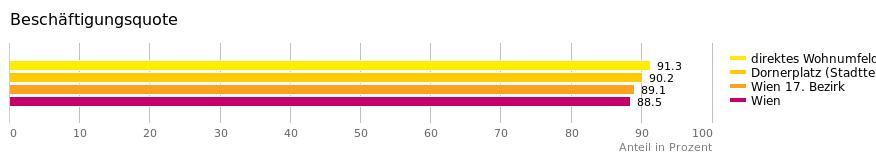 Beschäftigungsquote
91.3
90.2
89.1
88.5
direktes Wohnumfeld
Dornerplatz (Stadtte
Wien 17. Bezirk
Wien
0 10 20 30 40 50 60 70 80 90 100
Anteil in Prozent